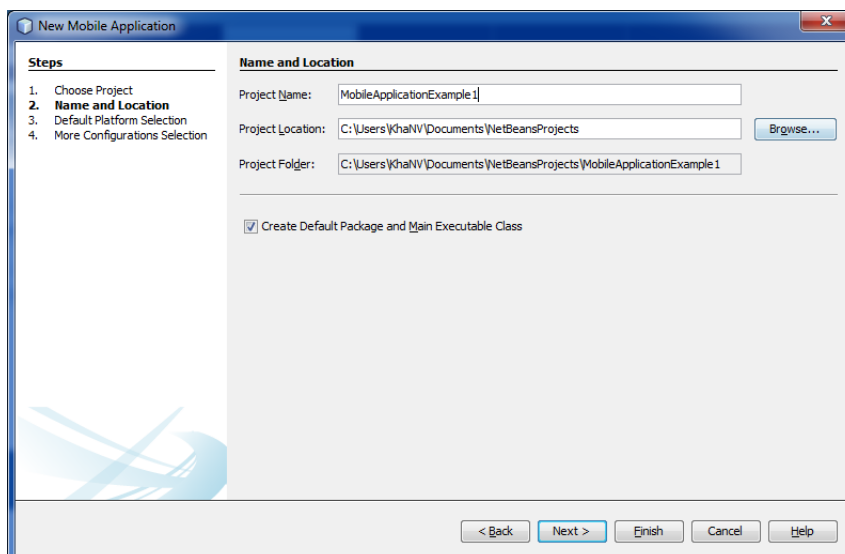 New Mobile Application
X
Steps
1. Choose Project
2. Name and Location
3. Default Platform Selection
4. More Configurations Selection
Name and Location
Project Name: MobileApplicationExample1
Project Location: C:\Users\KhaNV\Documents\NetBeansProjects Browse...
Project Folder: C:\Users\KhaNV\Documents\NetBeansProjects\MobileApplicationExample1
Create Default Package and Main Executable Class
< Back Next > Finish Cancel Help